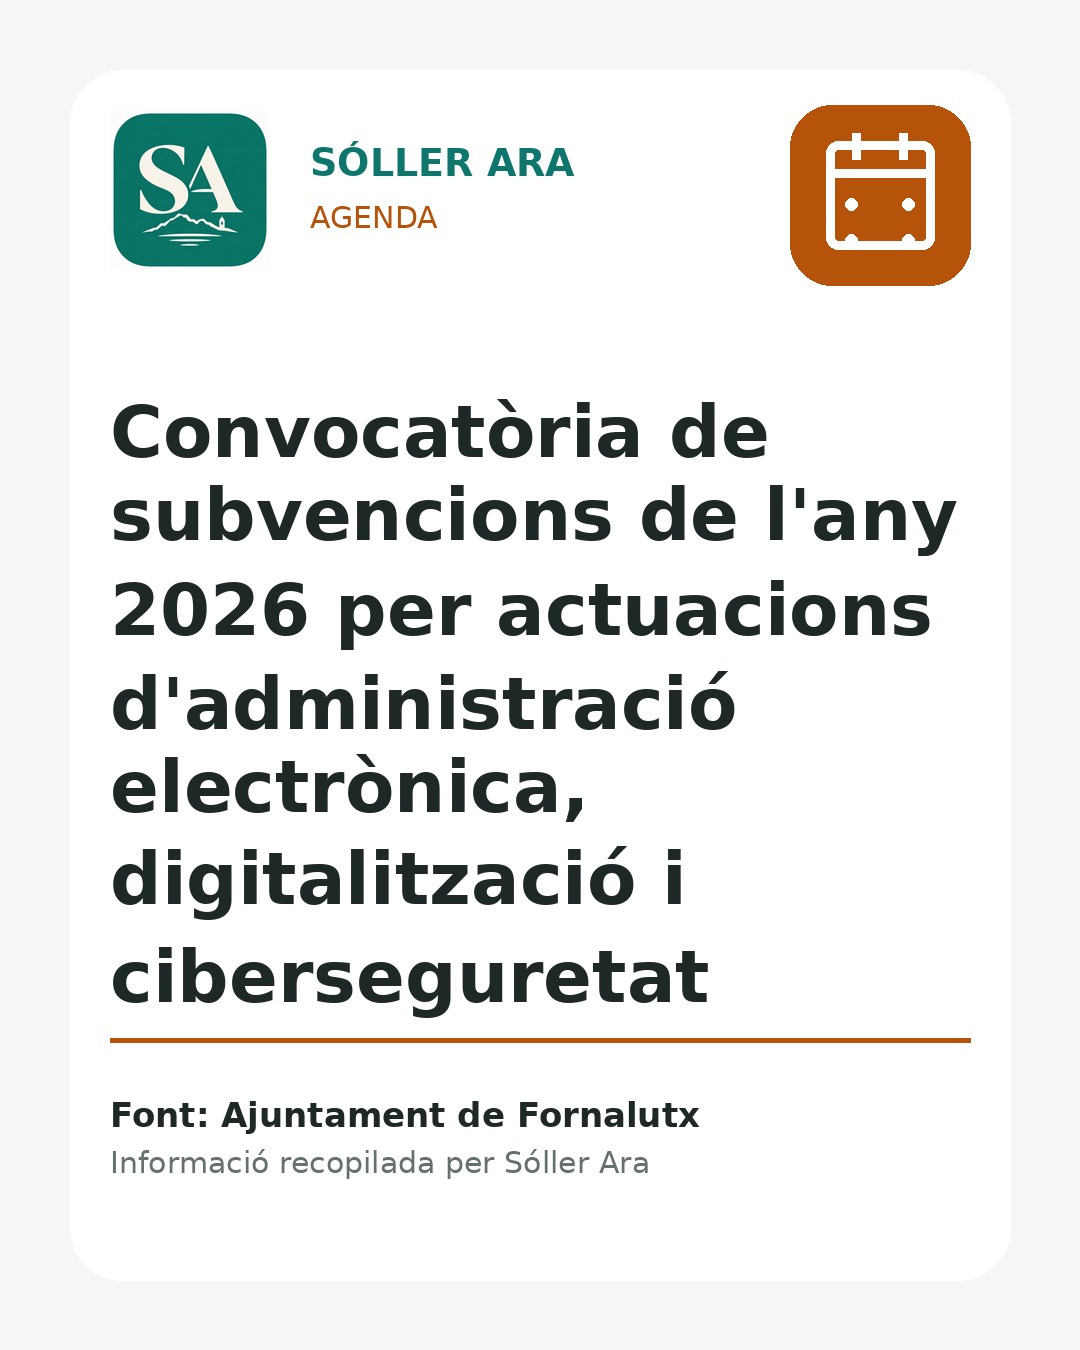 SA
SÓLLER ARA
AGENDA
Convocatòria de
subvencions de l'any
2026 per actuacions
d'administració
electrònica,
digitalització i
ciberseguretat
Font: Ajuntament de Fornalutx
Informació recopilada per Sóller Ara